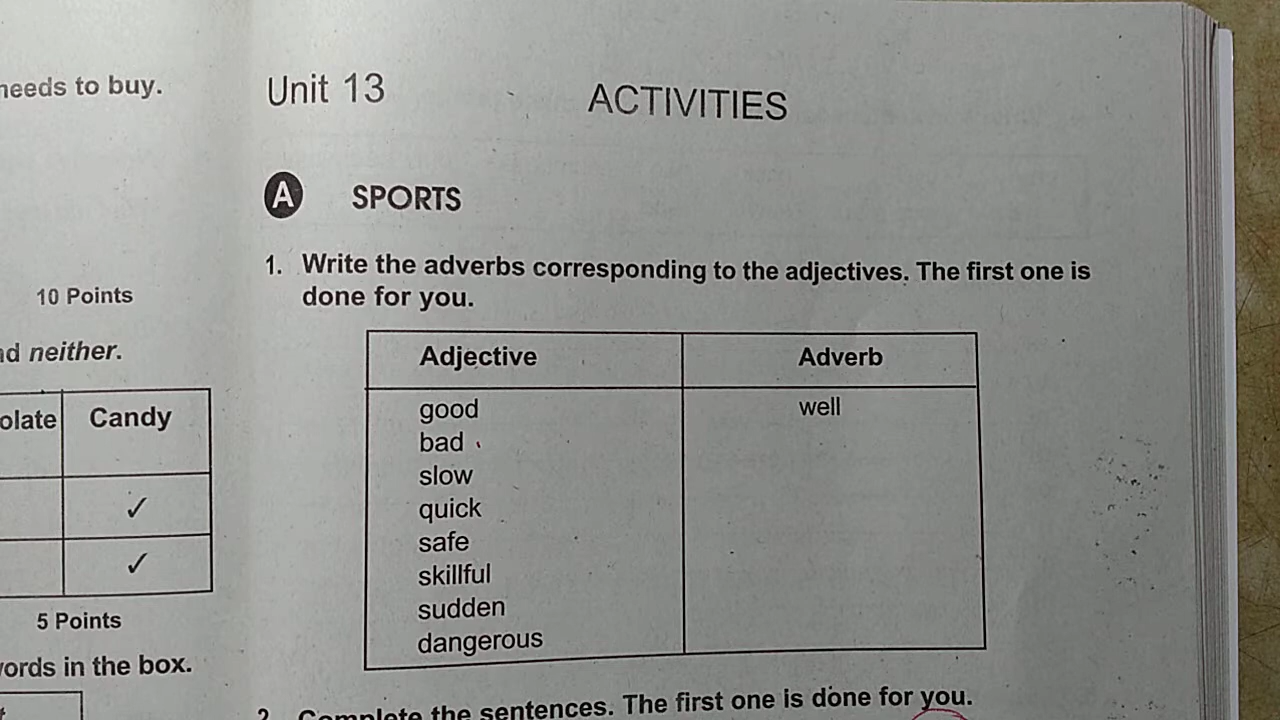 needs to buy.
10 Points
neither.
Candy
✓
✓
5 Points
words in the box.
Unit 13 ACTIVITIES
A SPORTS
1. Write the adverbs corresponding to the adjectives. The first one is
done for you.
Adjective Adverb
good well
bad
slow
quick
safe
skillful
sudden
dangerous
2. Complete the sentences. The first one is done for you.